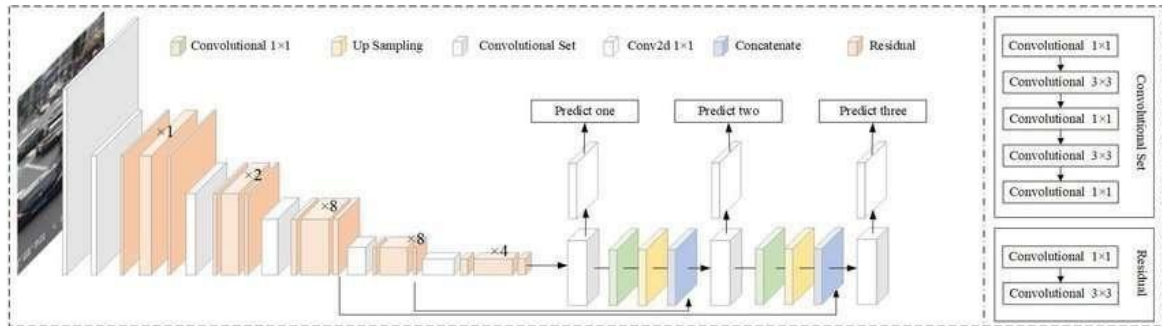 Convolutional 1×1
Up Sampling
Convolutional Set
Conv2d 1×1
Concatenate
Residual
×1
×2
×8
×8
×4
Predict one
Predict two
Predict three
Convolutional 1×1
Convolutional 3×3
Convolutional 1×1
Convolutional 3×3
Convolutional 1×1
Convolutional Set
Convolutional 1×1
Convolutional 3×3
Residual